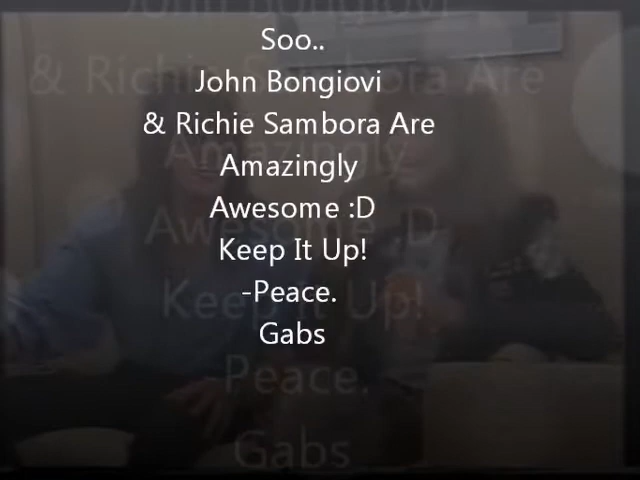 Soo..
John Bongiovi
& Richie Sambora Are
Amazingly
Awesome :D
Keep It Up!
-Peace.
Gabs